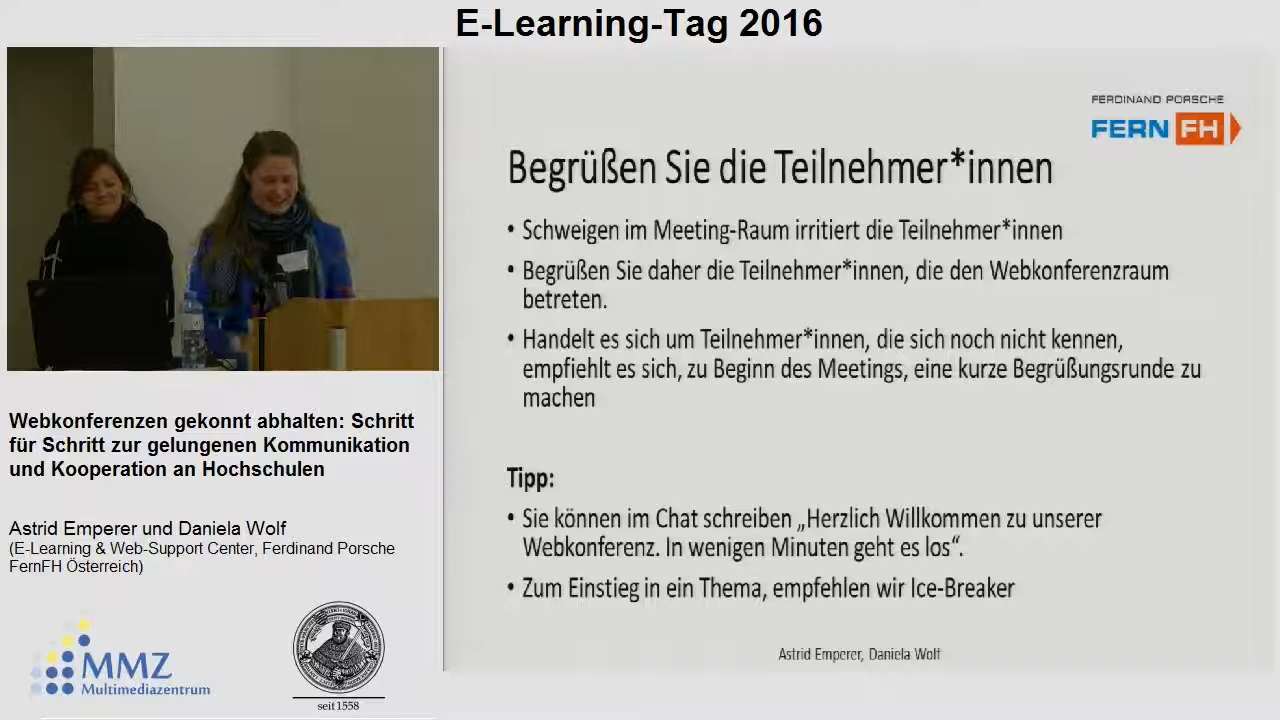 E-Learning-Tag 2016
FERDINAND PORSCHE
FERN FH
Begrüßen Sie die Teilnehmer*innen
• Schweigen im Meeting-Raum irritiert die Teilnehmer*innen
• Begrüßen Sie daher die Teilnehmer*innen, die den Webkonferenzraum
betreten.
• Handelt es sich um Teilnehmer*innen, die sich noch nicht kennen,
empfiehlt es sich, zu Beginn des Meetings, eine kurze Begrüßungsrunde zu
machen
Tipp:
• Sie können im Chat schreiben „Herzlich Willkommen zu unserer
Webkonferenz. In wenigen Minuten geht es los“.
• Zum Einstieg in ein Thema, empfehlen wir Ice-Breaker
Astrid Emperer, Daniela Wolf
Webkonferenzen gekonnt abhalten: Schritt
für Schritt zur gelungenen Kommunikation
und Kooperation an Hochschulen
Astrid Emperer und Daniela Wolf
(E-Learning & Web-Support Center, Ferdinand Porsche
FernFH Österreich)
MMZ
Multimediazentrum
seit 1558